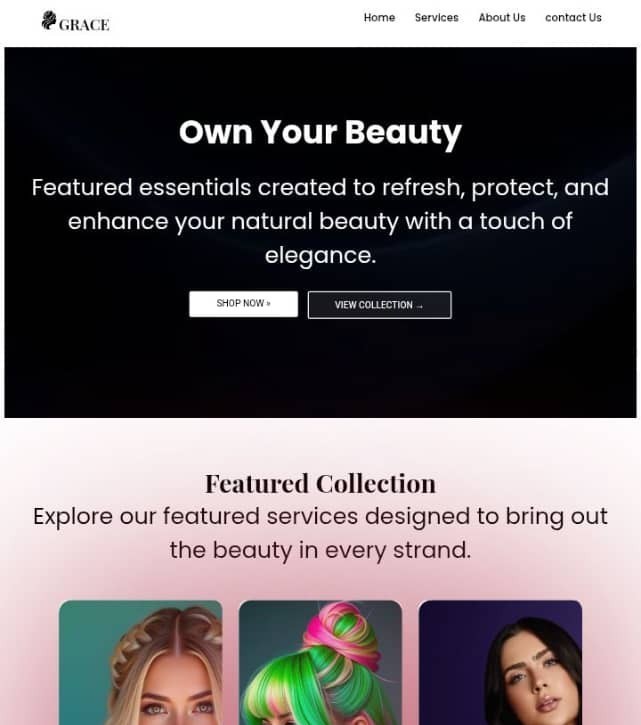 GRACE
Home Services About Us contact Us
Own Your Beauty
Featured essentials created to refresh, protect, and
enhance your natural beauty with a touch of
elegance.
SHOP NOW »
VIEW COLLECTION →
Featured Collection
Explore our featured services designed to bring out
the beauty in every strand.